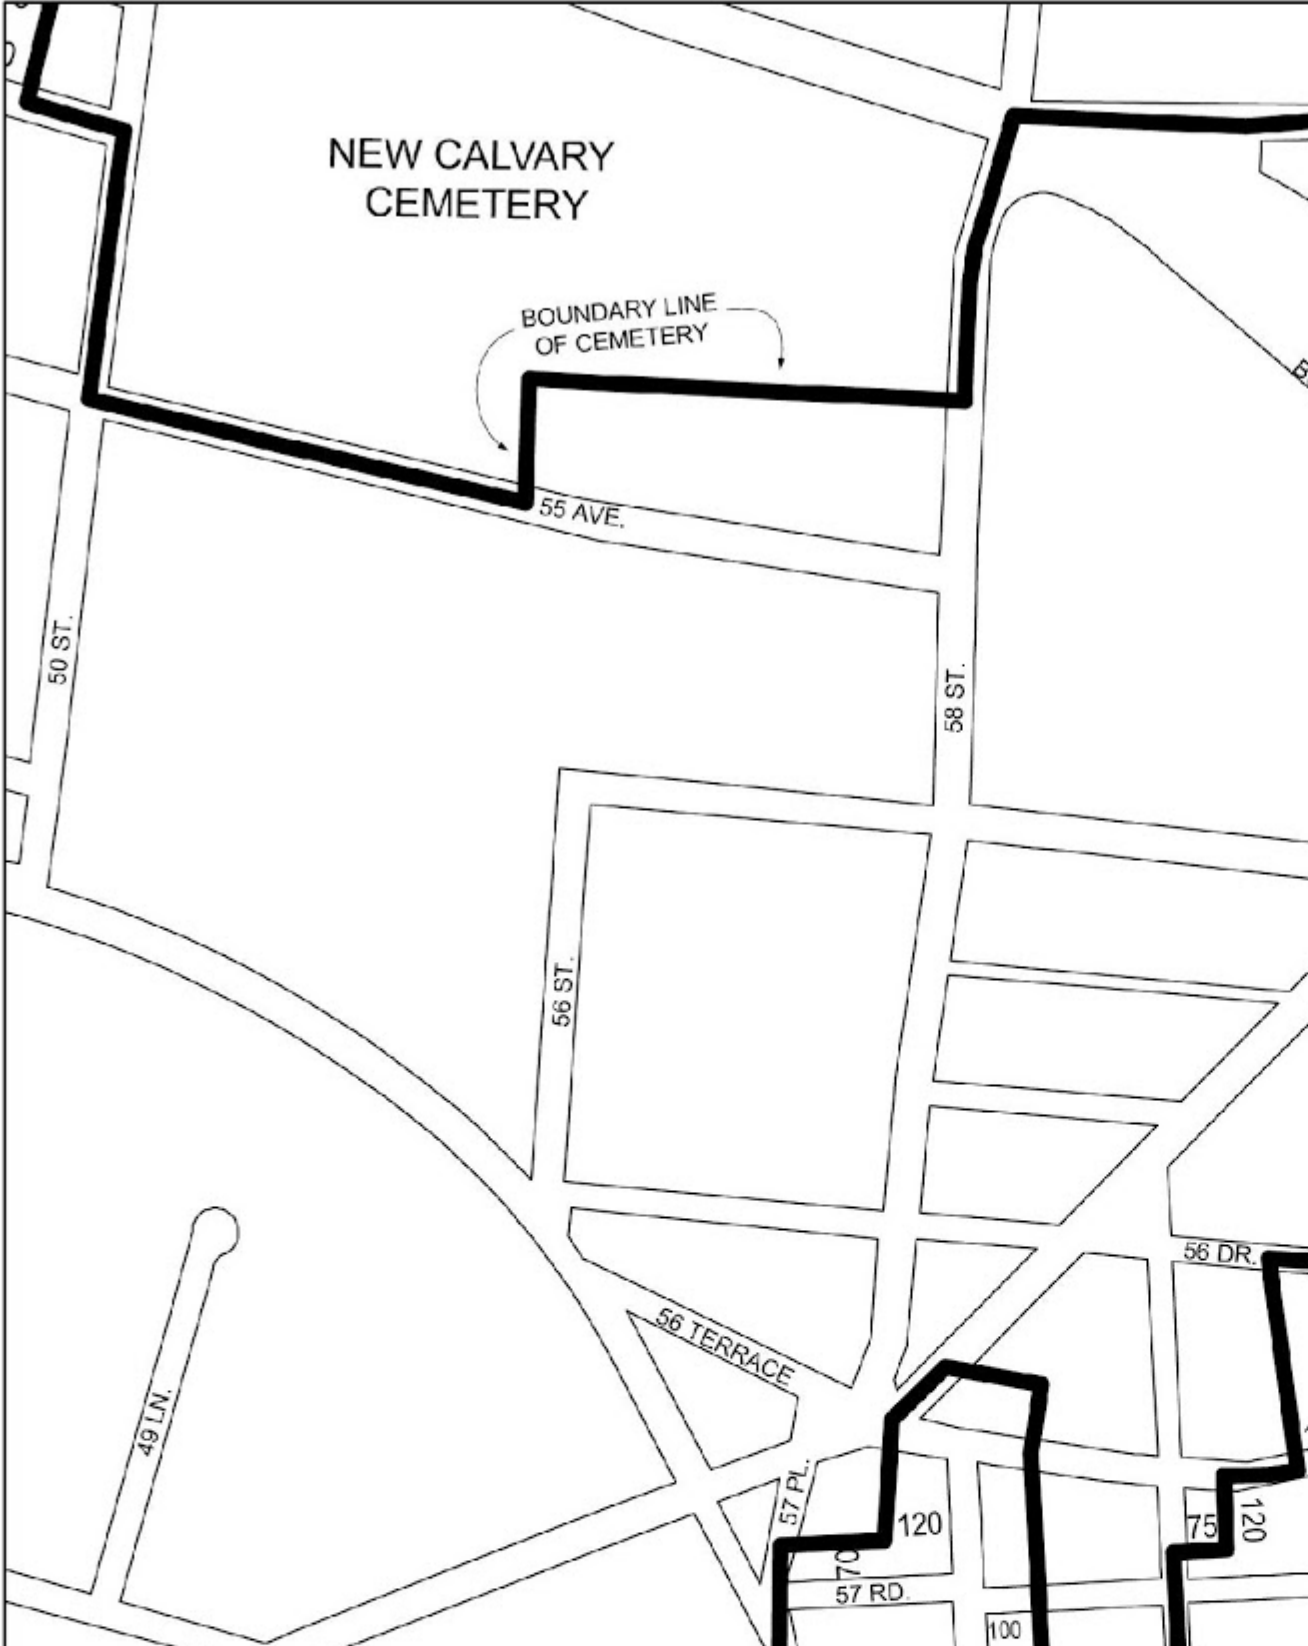 NEW CALVARY
CEMETERY
BOUNDARY LINE
OF CEMETERY
55 AVE.
50 ST.
58 ST.
56 ST.
56 DR.
56 TERRACE
49 LN.
57 PL.
120
75
120
70
57 RD.
100